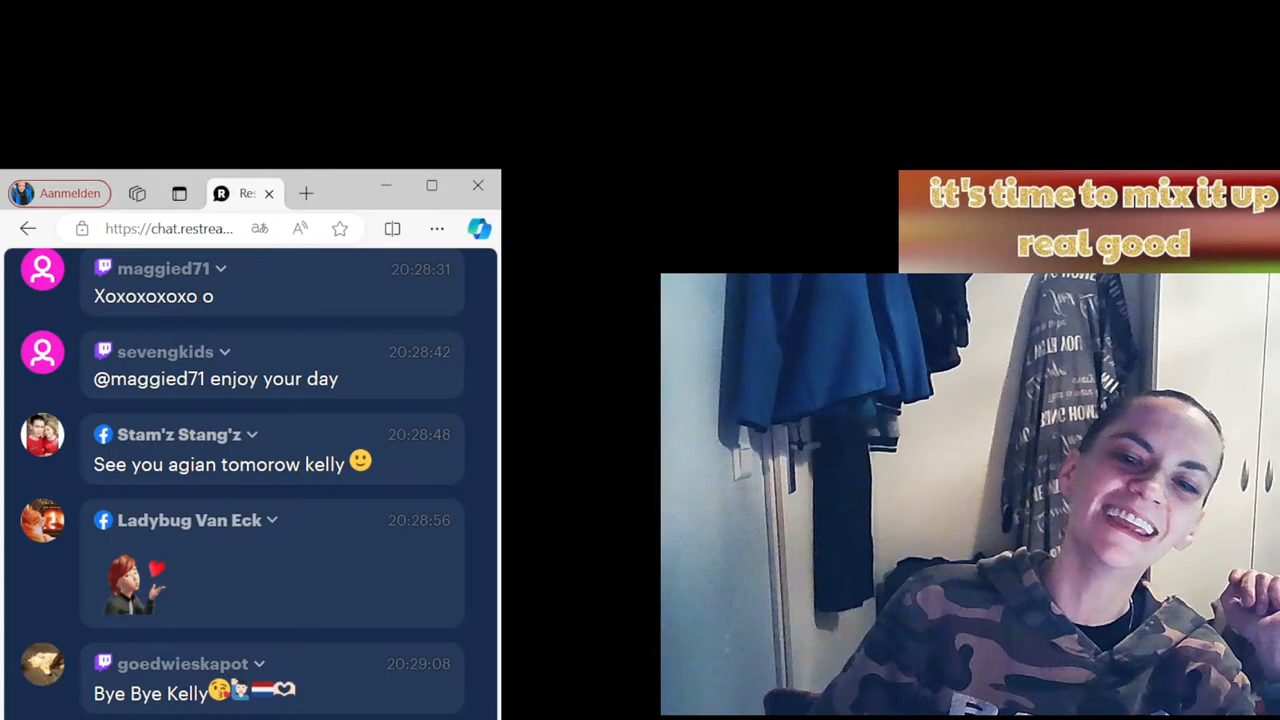 Aanmelden
Res
https://chat.restrea...
maggied71
20:28:31
Xoxoxoxoxo o
sevengkids
20:28:42
@maggied71 enjoy your day
Stam'z Stang'z
20:28:48
See you agian tomorow kelly 🙂
Ladybug Van Eck
20:28:56
goedwieskapot
20:29:08
Bye Bye Kelly😘🙋🏻‍♂️🇳🇱🫶🏻
it's time to mix it up
real good